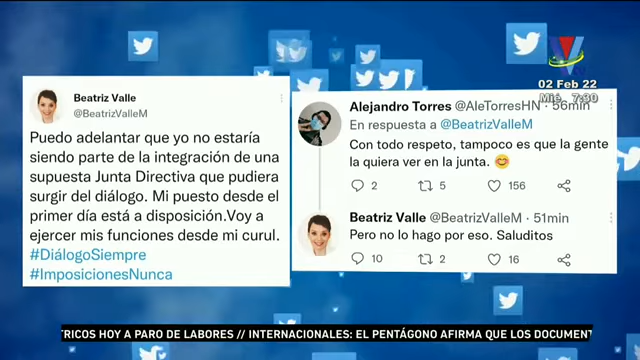 VTV
02 Feb 22
Mié. 7:30
Beatriz Valle
@BeatrizValleM
Puedo adelantar que yo no estaría
siendo parte de la integración de una
supuesta Junta Directiva que pudiera
surgir del diálogo. Mi puesto desde el
primer día está a disposición.Voy a
ejercer mis funciones desde mi curul.
#DiálogoSiempre
#ImposicionesNunca
Alejandro Torres @AleTorresHN · 56min
En respuesta a @BeatrizValleM
Con todo respeto, tampoco es que la gente
la quiera ver en la junta. 😊
2 5 156
Beatriz Valle @BeatrizValleM · 51min
Pero no lo hago por eso. Saluditos
10 2 16
TRICOS HOY A PARO DE LABORES // INTERNACIONALES: EL PENTÁGONO AFIRMA QUE LOS DOCUMENT